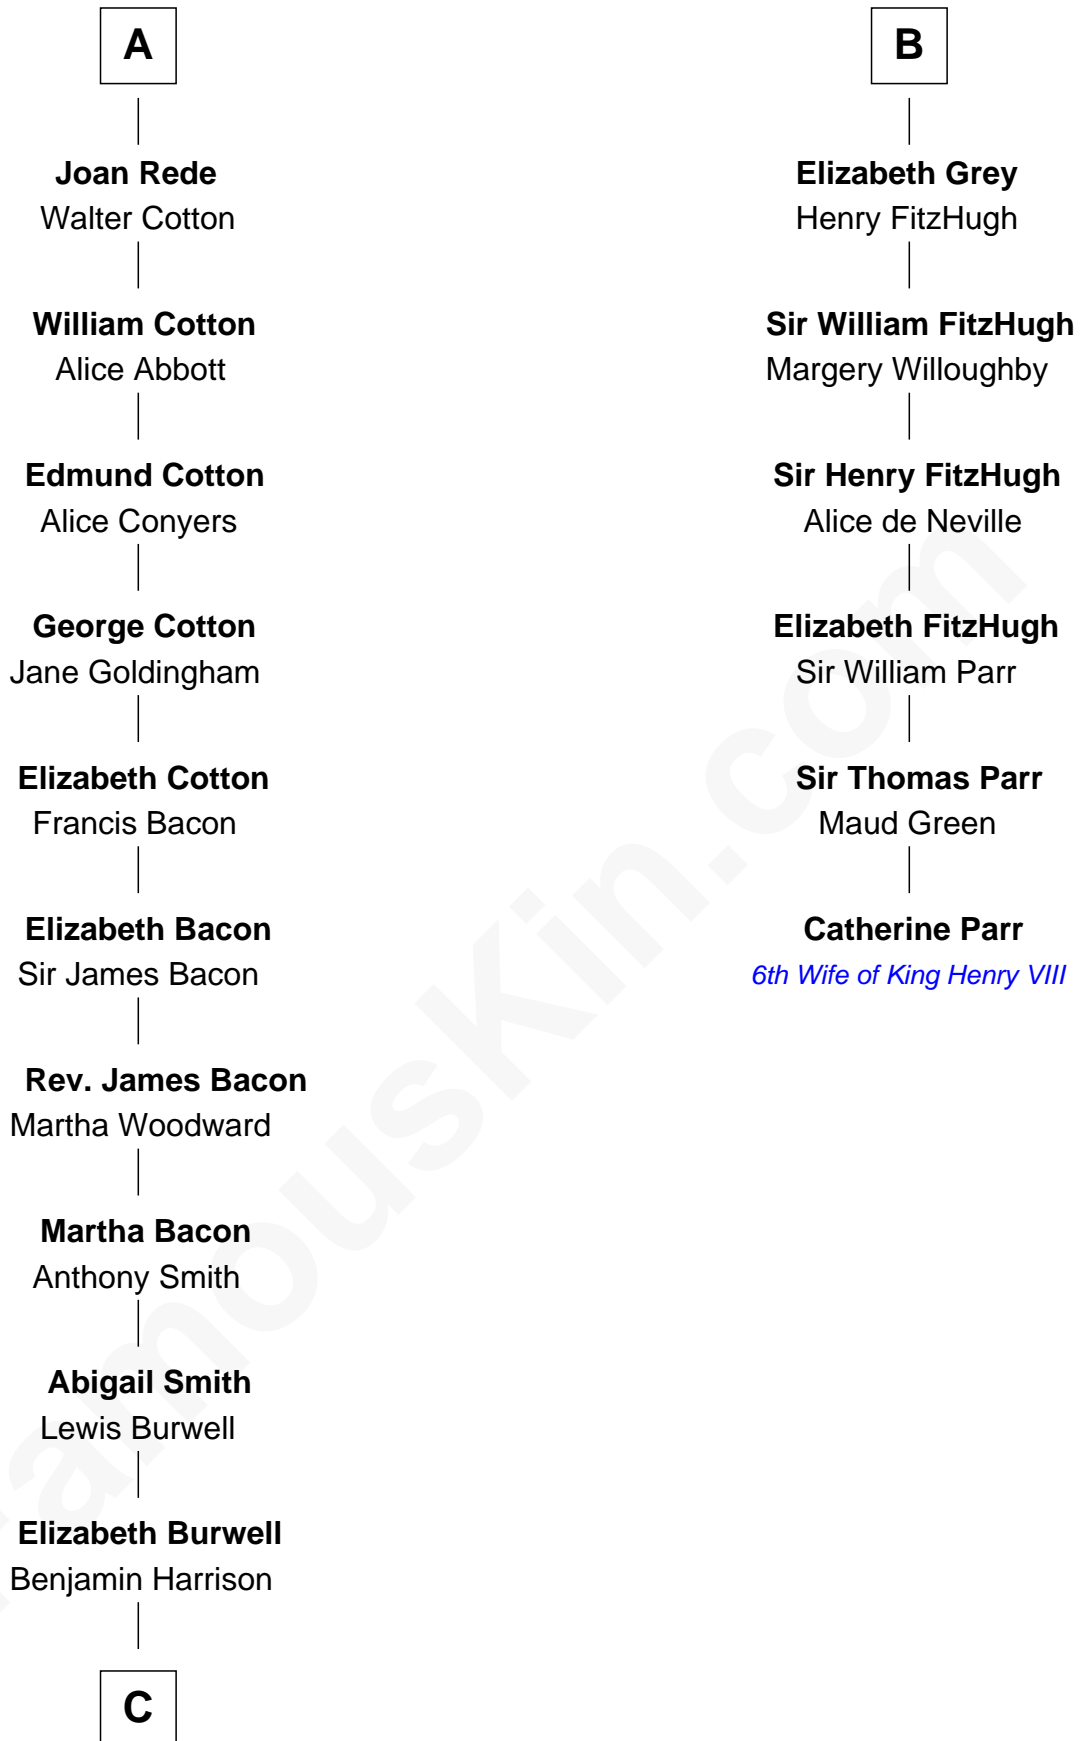 A
Joan Rede
Walter Cotton
William Cotton
Alice Abbott
Edmund Cotton
Alice Conyers
George Cotton
Jane Goldingham
Elizabeth Cotton
Francis Bacon
Elizabeth Bacon
Sir James Bacon
Rev. James Bacon
Martha Woodward
Martha Bacon
Anthony Smith
Abigail Smith
Lewis Burwell
Elizabeth Burwell
Benjamin Harrison
C
B
Elizabeth Grey
Henry FitzHugh
Sir William FitzHugh
Margery Willoughby
Sir Henry FitzHugh
Alice de Neville
Elizabeth FitzHugh
Sir William Parr
Sir Thomas Parr
Maud Green
Catherine Parr
6th Wife of King Henry VIII
FamousKin.com